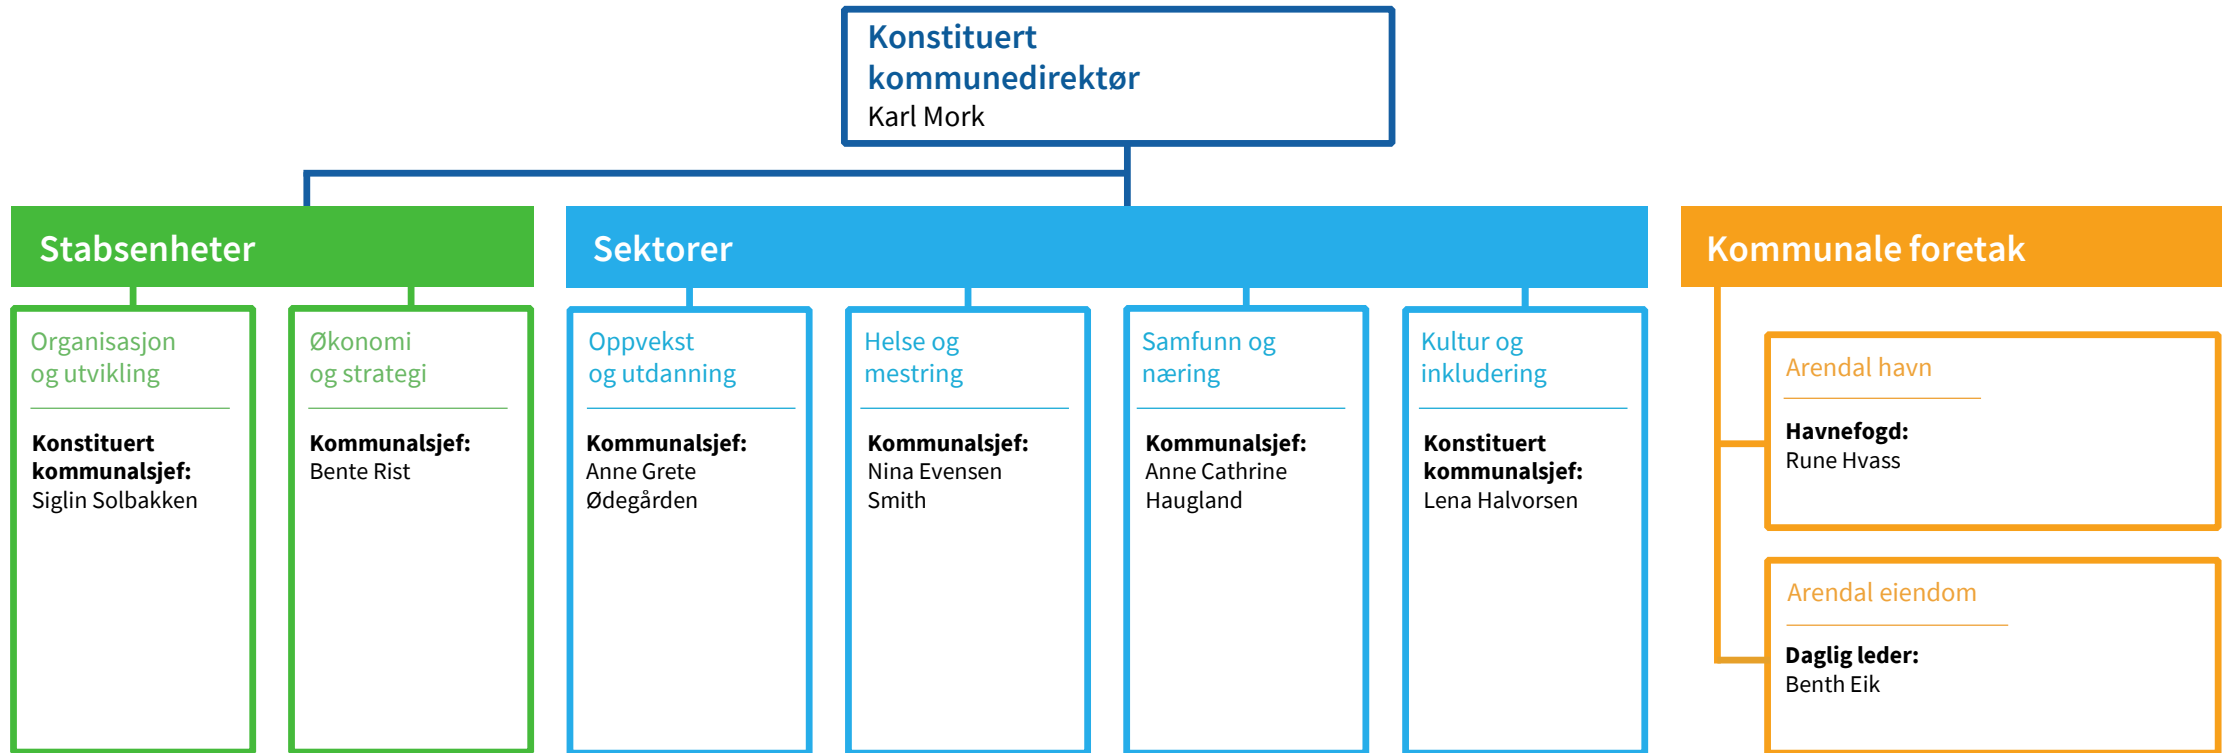 Konstituert
kommunedirektør
Karl Mork
Stabsenheter
Organisasjon
og utvikling
Konstituert
kommunalsjef:
Siglin Solbakken
Økonomi
og strategi
Kommunalsjef:
Bente Rist
Sektorer
Oppvekst
og utdanning
Kommunalsjef:
Anne Grete
Ødegården
Helse og
mestring
Kommunalsjef:
Nina Evensen
Smith
Samfunn og
næring
Kommunalsjef:
Anne Cathrine
Haugland
Kultur og
inkludering
Konstituert
kommunalsjef:
Lena Halvorsen
Kommunale foretak
Arendal havn
Havnefogd:
Rune Hvass
Arendal eiendom
Daglig leder:
Benth Eik